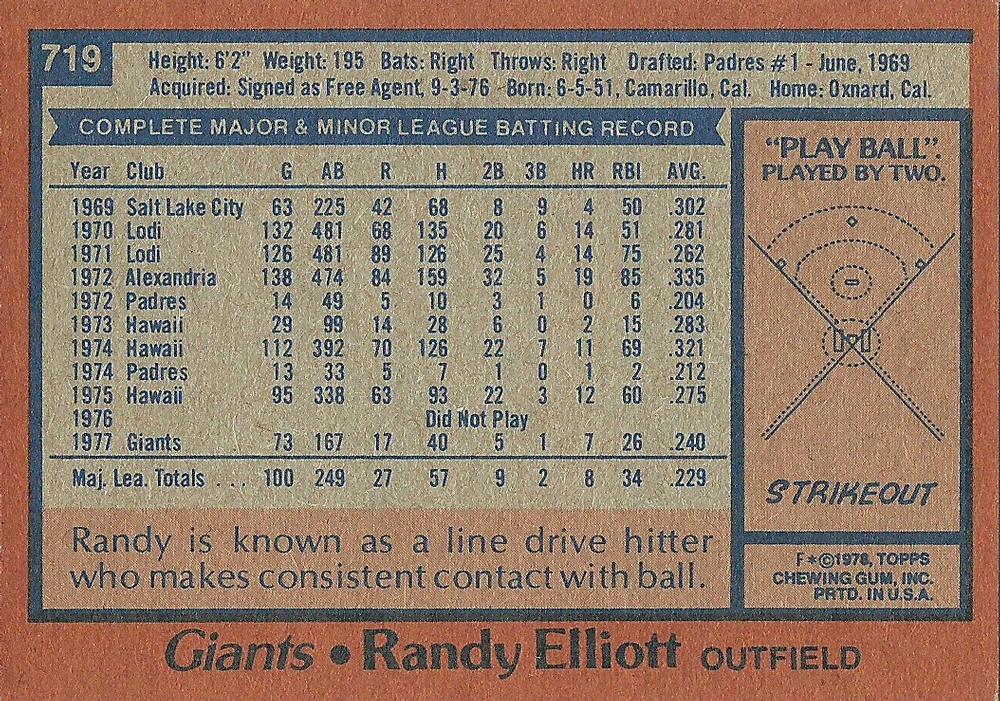 719
Height: 6'2" Weight: 195 Bats: Right Throws: Right Drafted: Padres #1 - June, 1969
Acquired: Signed as Free Agent, 9-3-76 Born: 6-5-51, Camarillo, Cal. Home: Oxnard, Cal.
COMPLETE MAJOR & MINOR LEAGUE BATTING RECORD
Year Club G AB R H 2B 3B HR RBI AVG.
1969 Salt Lake City 63 225 42 68 8 9 4 50 .302
1970 Lodi 132 481 68 135 20 6 14 51 .281
1971 Lodi 126 481 89 126 25 4 14 75 .262
1972 Alexandria 138 474 84 159 32 5 19 85 .335
1972 Padres 14 49 5 10 3 1 0 6 .204
1973 Hawaii 29 99 14 28 6 0 2 15 .283
1974 Hawaii 112 392 70 126 22 7 11 69 .321
1974 Padres 13 33 5 7 1 0 1 2 .212
1975 Hawaii 95 338 63 93 22 3 12 60 .275
1976 Did Not Play
1977 Giants 73 167 17 40 5 1 7 26 .240
Maj. Lea. Totals ... 100 249 27 57 9 2 8 34 .229
Randy is known as a line drive hitter
who makes consistent contact with ball.
"PLAY BALL".
PLAYED BY TWO.
STRIKEOUT
F*©1978, TOPPS
CHEWING GUM, INC.
PRTD. IN U.S.A.
Giants • Randy Elliott OUTFIELD